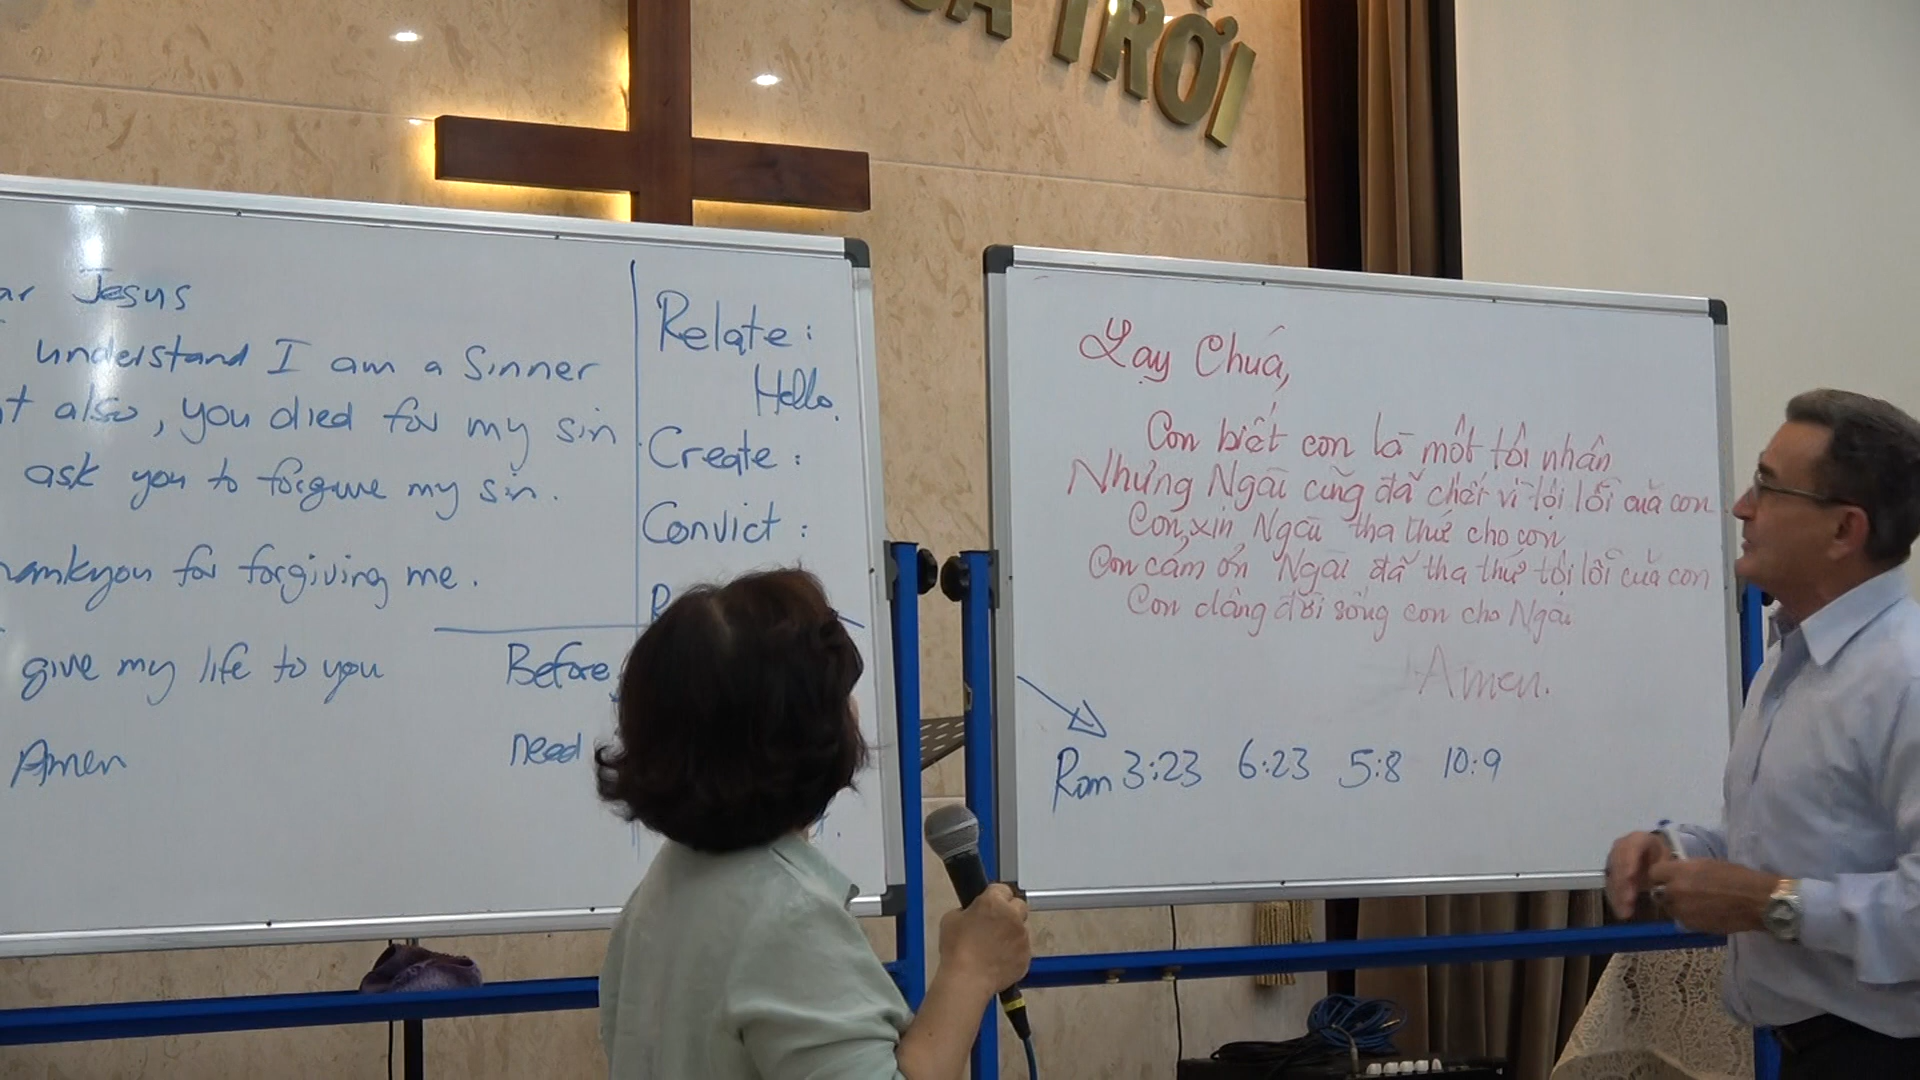 TRỜI
Jesus
understand I am a Sinner
also, you died for my sin.
ask you to forgive my sin.
for forgiving me.
give my life to you
Amen
Relate:
Hello.
Create:
Convict:
Before
need
Lạy Chúa,
Con biết con là một tội nhân
Nhưng Ngài cũng đã chết vì tội lỗi của con
Con xin Ngài tha thứ cho con
Con cảm ơn Ngài đã tha thứ tội lỗi của con
Con dâng đời sống con cho Ngài
Amen.
Rom 3:23 6:23 5:8 10:9